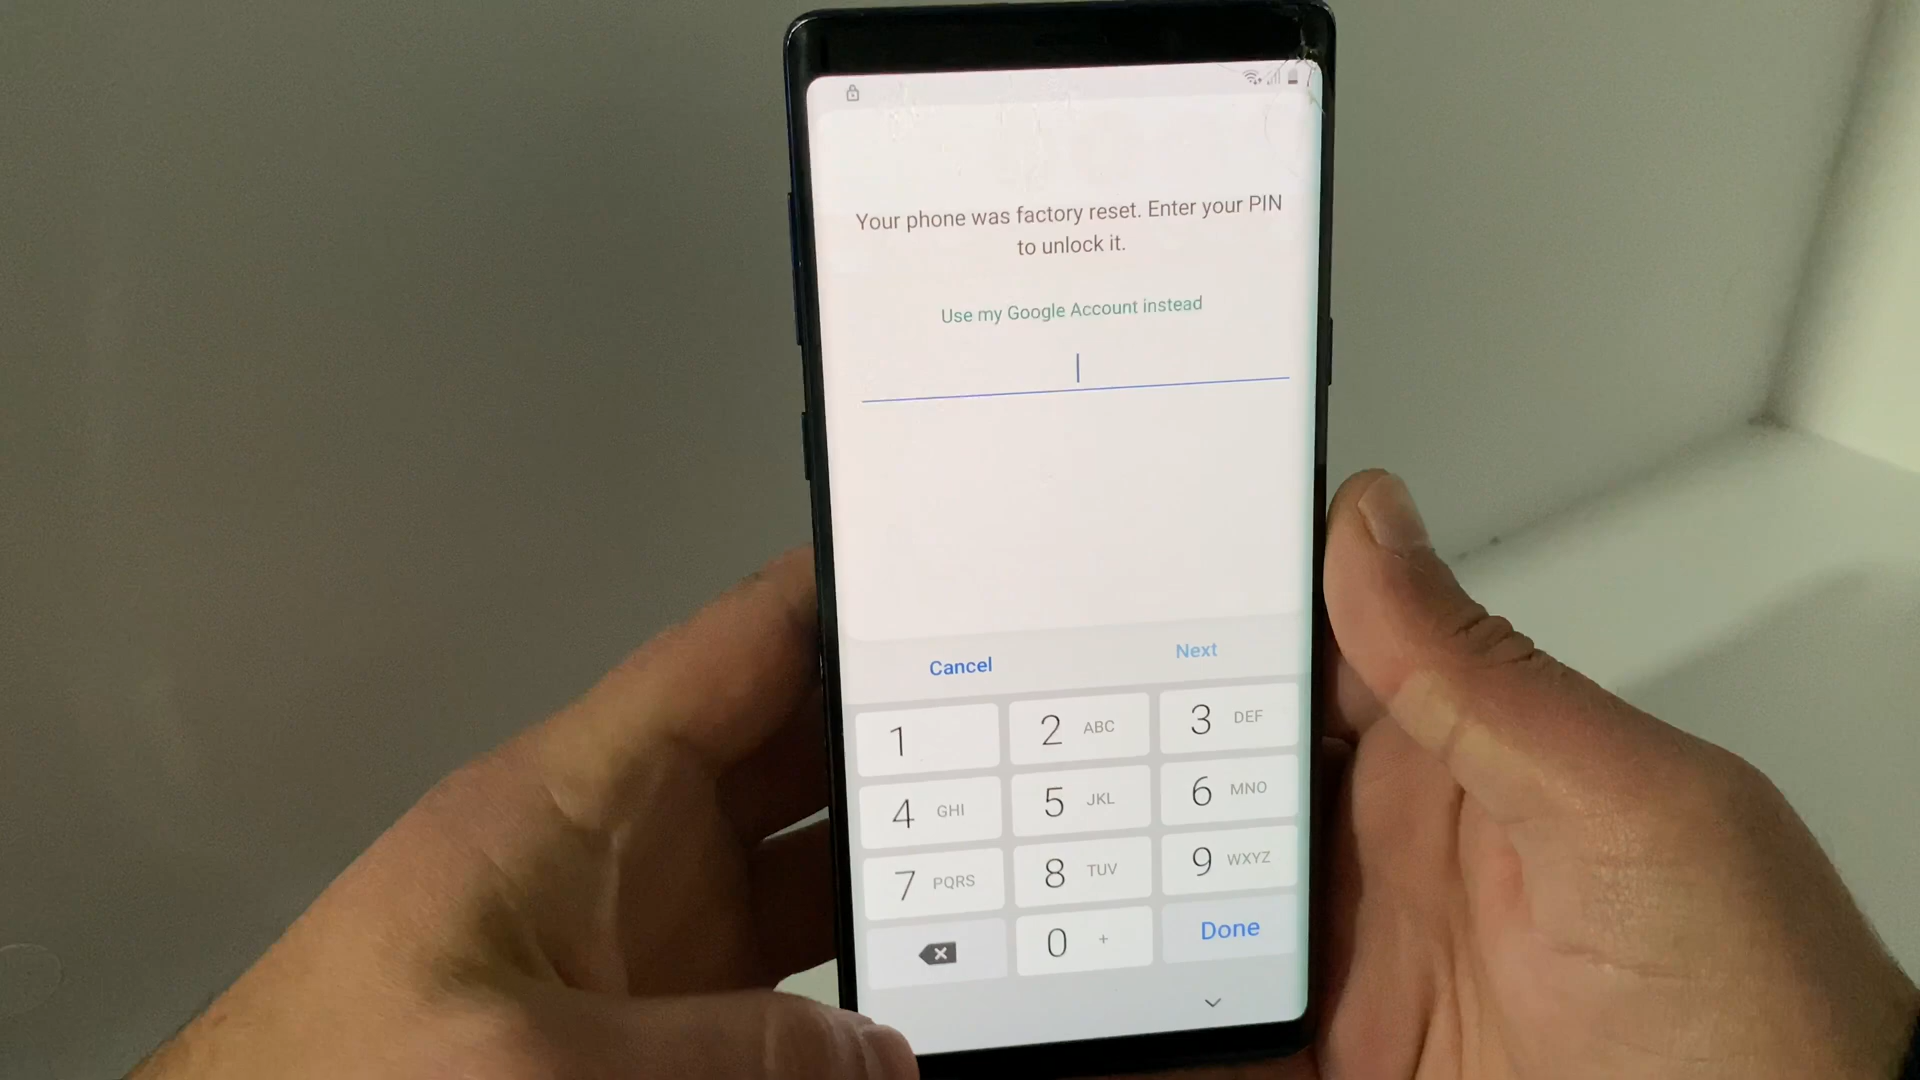 Your phone was factory reset. Enter your PIN
to unlock it.
Use my Google Account instead
Cancel Next
1 2 ABC 3 DEF
4 GHI 5 JKL 6 MNO
7 PQRS 8 TUV 9 WXYZ
0 + Done